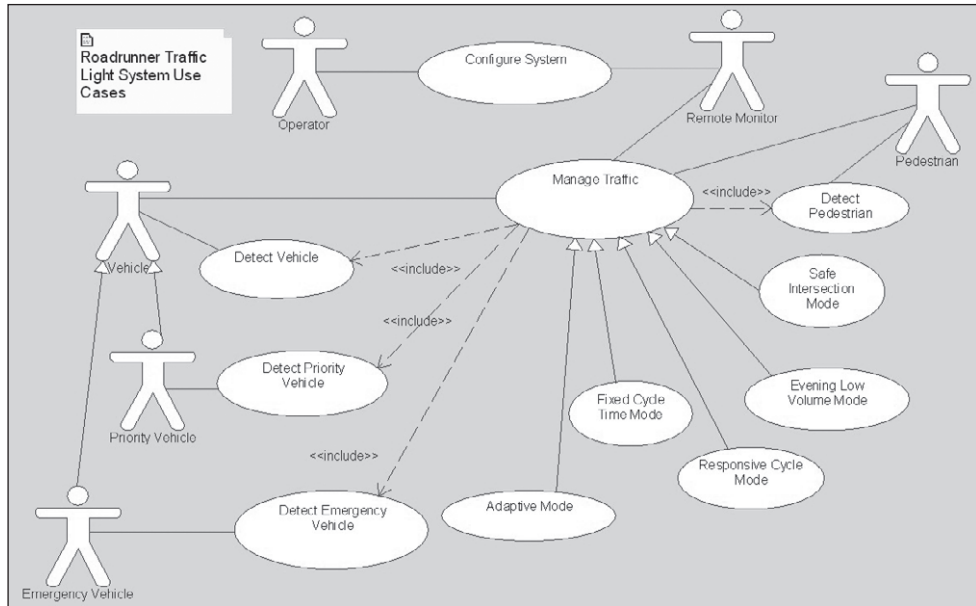 Roadrunner Traffic
Light System Use
Cases
Operator
Configure System
Remote Monitor
Pedestrian
Manago Traffic
<<include>>
Detect
Pedestrian
Vehicle
Detect Vehicle
<<include>>
Safe
Intersection
Mode
<<include>>
Detect Priority
Vehicle
Priority Vehicle
Fixed Cycle
Time Mode
Evening Low
Volume Mode
<<include>>
Responsive Cycle
Mode
Detect Emergency
Vehicle
Adaptive Mode
Emergency Vehicle